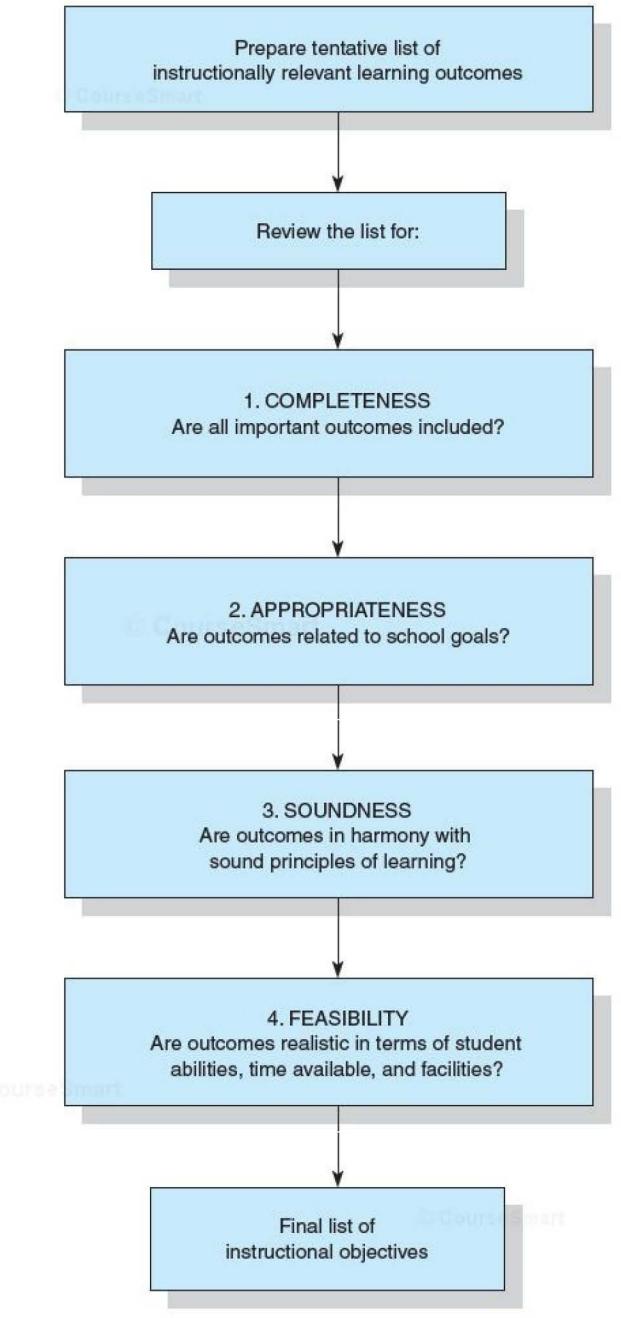 Prepare tentative list of
instructionally relevant learning outcomes
© CourseSmart
Review the list for:
1. COMPLETENESS
Are all important outcomes included?
2. APPROPRIATENESS
© CourseSmart
Are outcomes related to school goals?
3. SOUNDNESS
Are outcomes in harmony with
sound principles of learning?
4. FEASIBILITY
Are outcomes realistic in terms of student
abilities, time available, and facilities?
ourseSmart
Final list of
© CourseSmart
instructional objectives